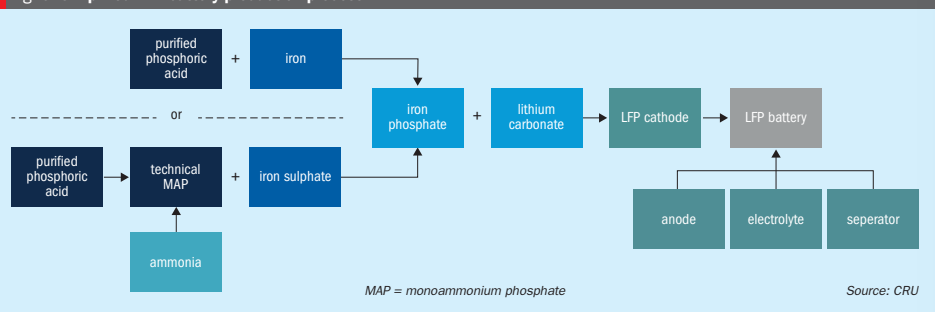 purified
phosphoric
acid
+
iron
or
purified
phosphoric
acid
technical
MAP
+
iron sulphate
ammonia
iron
phosphate
+
lithium
carbonate
LFP cathode
LFP battery
anode
electrolyte
seperator
MAP = monoammonium phosphate
Source: CRU